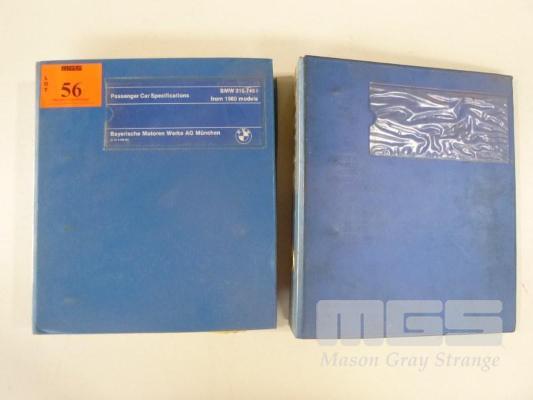 MGS
LOT
56
Passenger Car Specifications
BMW 315-745 i
from 1980 models
Bayerische Motoren Werke AG München
MGS
Mason Gray Strange